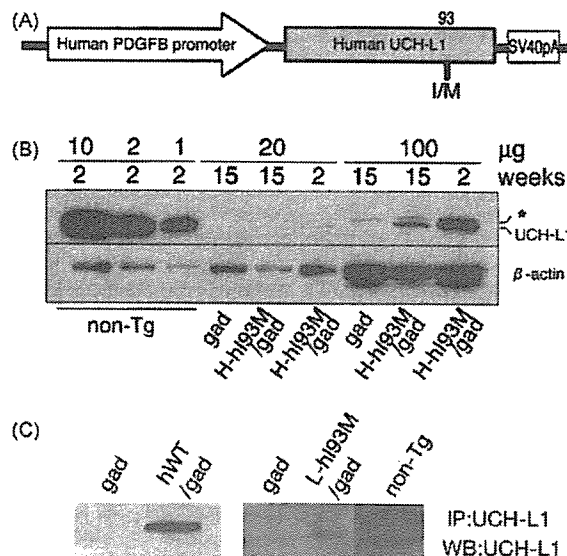 (A)
93
Human PDGFB promoter
Human UCH-L1
SV40pA
I/M
(B)
10 2 1 20 100 μg
2 2 2 15 15 2 15 15 2 weeks
*
UCH-L1
β-actin
non-Tg
gad
H-hI93M/gad
H-hI93M/gad
gad
H-hI93M/gad
H-hI93M/gad
(C)
gad
hWT/gad
gad
L-hI93M/gad
non-Tg
IP:UCH-L1
WB:UCH-L1